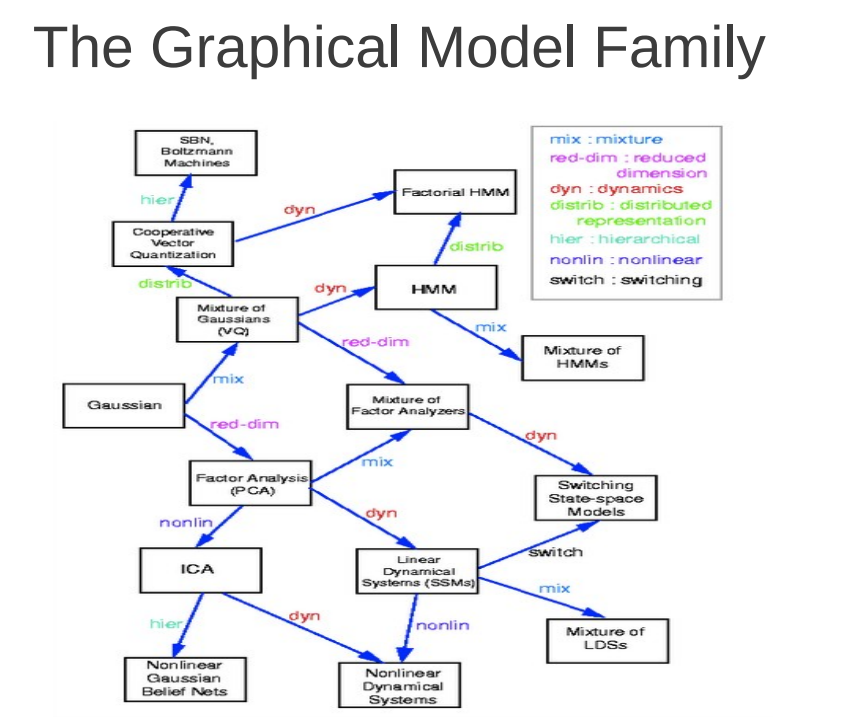 The Graphical Model Family
SBN,
Boltzmann
Machines
hier
Cooperative
Vector
Quantization
dyn
Factorial HMM
distrib
distrib
Mixture of
Gaussians
(VQ)
dyn
HMM
red-dim
mix
Mixture of
HMMs
mix
Gaussian
red-dim
Mixture of
Factor Analyzers
dyn
mix
Factor Analysis
(PCA)
dyn
Switching
State-space
Models
nonlin
ICA
Linear
Dynamical
Systems (SSMs)
switch
mix
Mixture of
LDSs
hier
dyn
nonlin
Nonlinear
Gaussian
Belief Nets
Nonlinear
Dynamical
Systems
mix : mixture
red-dim : reduced
dimension
dyn : dynamics
distrib : distributed
representation
hier : hierarchical
nonlin : nonlinear
switch : switching